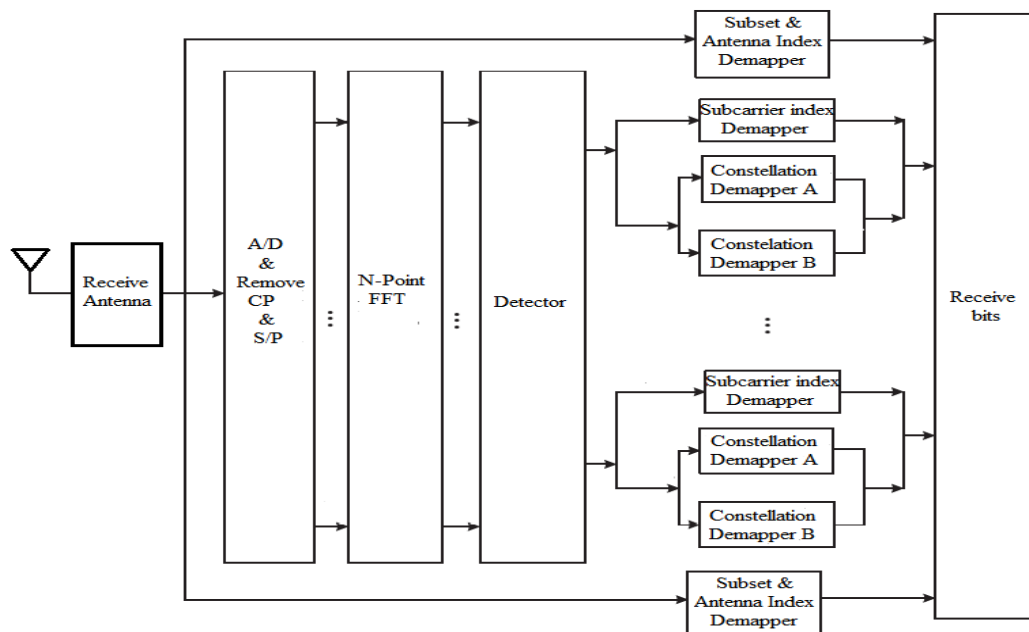 Subset &
Antenna Index
Demapper
Subcarrier index
Demapper
Constellation
Demapper A
Constelation
Demapper B
Receive
Antenna
A/D
&
Remove
CP
&
S/P
N-Point
FFT
Detector
Receive
bits
Subcarrier index
Demapper
Constellation
Demapper A
Constellation
Demapper B
Subset &
Antenna Index
Demapper